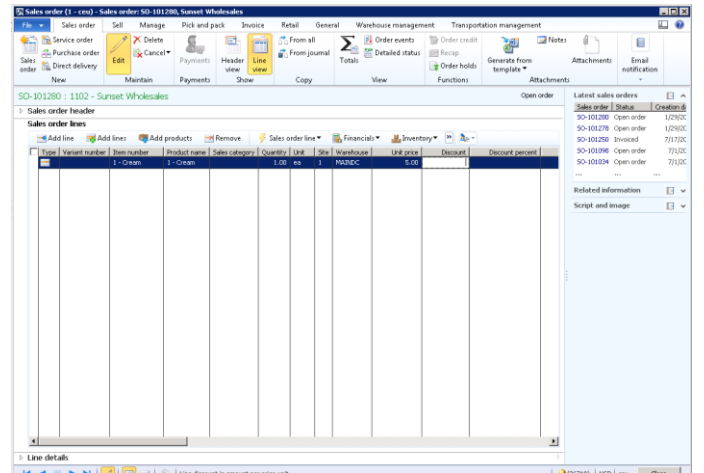 Sales order (1 - ceu) - Sales order: SO-101280, Sunset Wholesales
File Sales order Sell Manage Pick and pack Invoice Retail General Warehouse management Transportation management
Sales order
Service order
Purchase order
Direct delivery
New
Edit
Delete
Cancel
Maintain
Payments
Payments
Header view
Line view
Show
From all
From journal
Copy
Totals
Order events
Detailed status
View
Order credit
Recap
Order holds
Functions
Generate from template
Notes
Attachments
Attachments
Email notification
SO-101280 : 1102 - Sunset Wholesales
Open order
Sales order header
Sales order lines
Add line Add lines Add products Remove Sales order line Financials Inventory
Type Variant number Item number Product name Sales category Quantity Unit Site Warehouse Unit price Discount Discount percent
1 - Cream 1 - Cream 1.00 ea 1 MAINDC 5.00
Line details
Latest sales orders
Sales order Status Creation d
SO-101280 Open order 1/29/20
SO-101278 Open order 1/29/20
SO-101250 Invoiced 7/17/20
SO-101098 Open order 7/1/20
SO-101034 Open order 7/1/20
... ... ...
Related information
Script and image